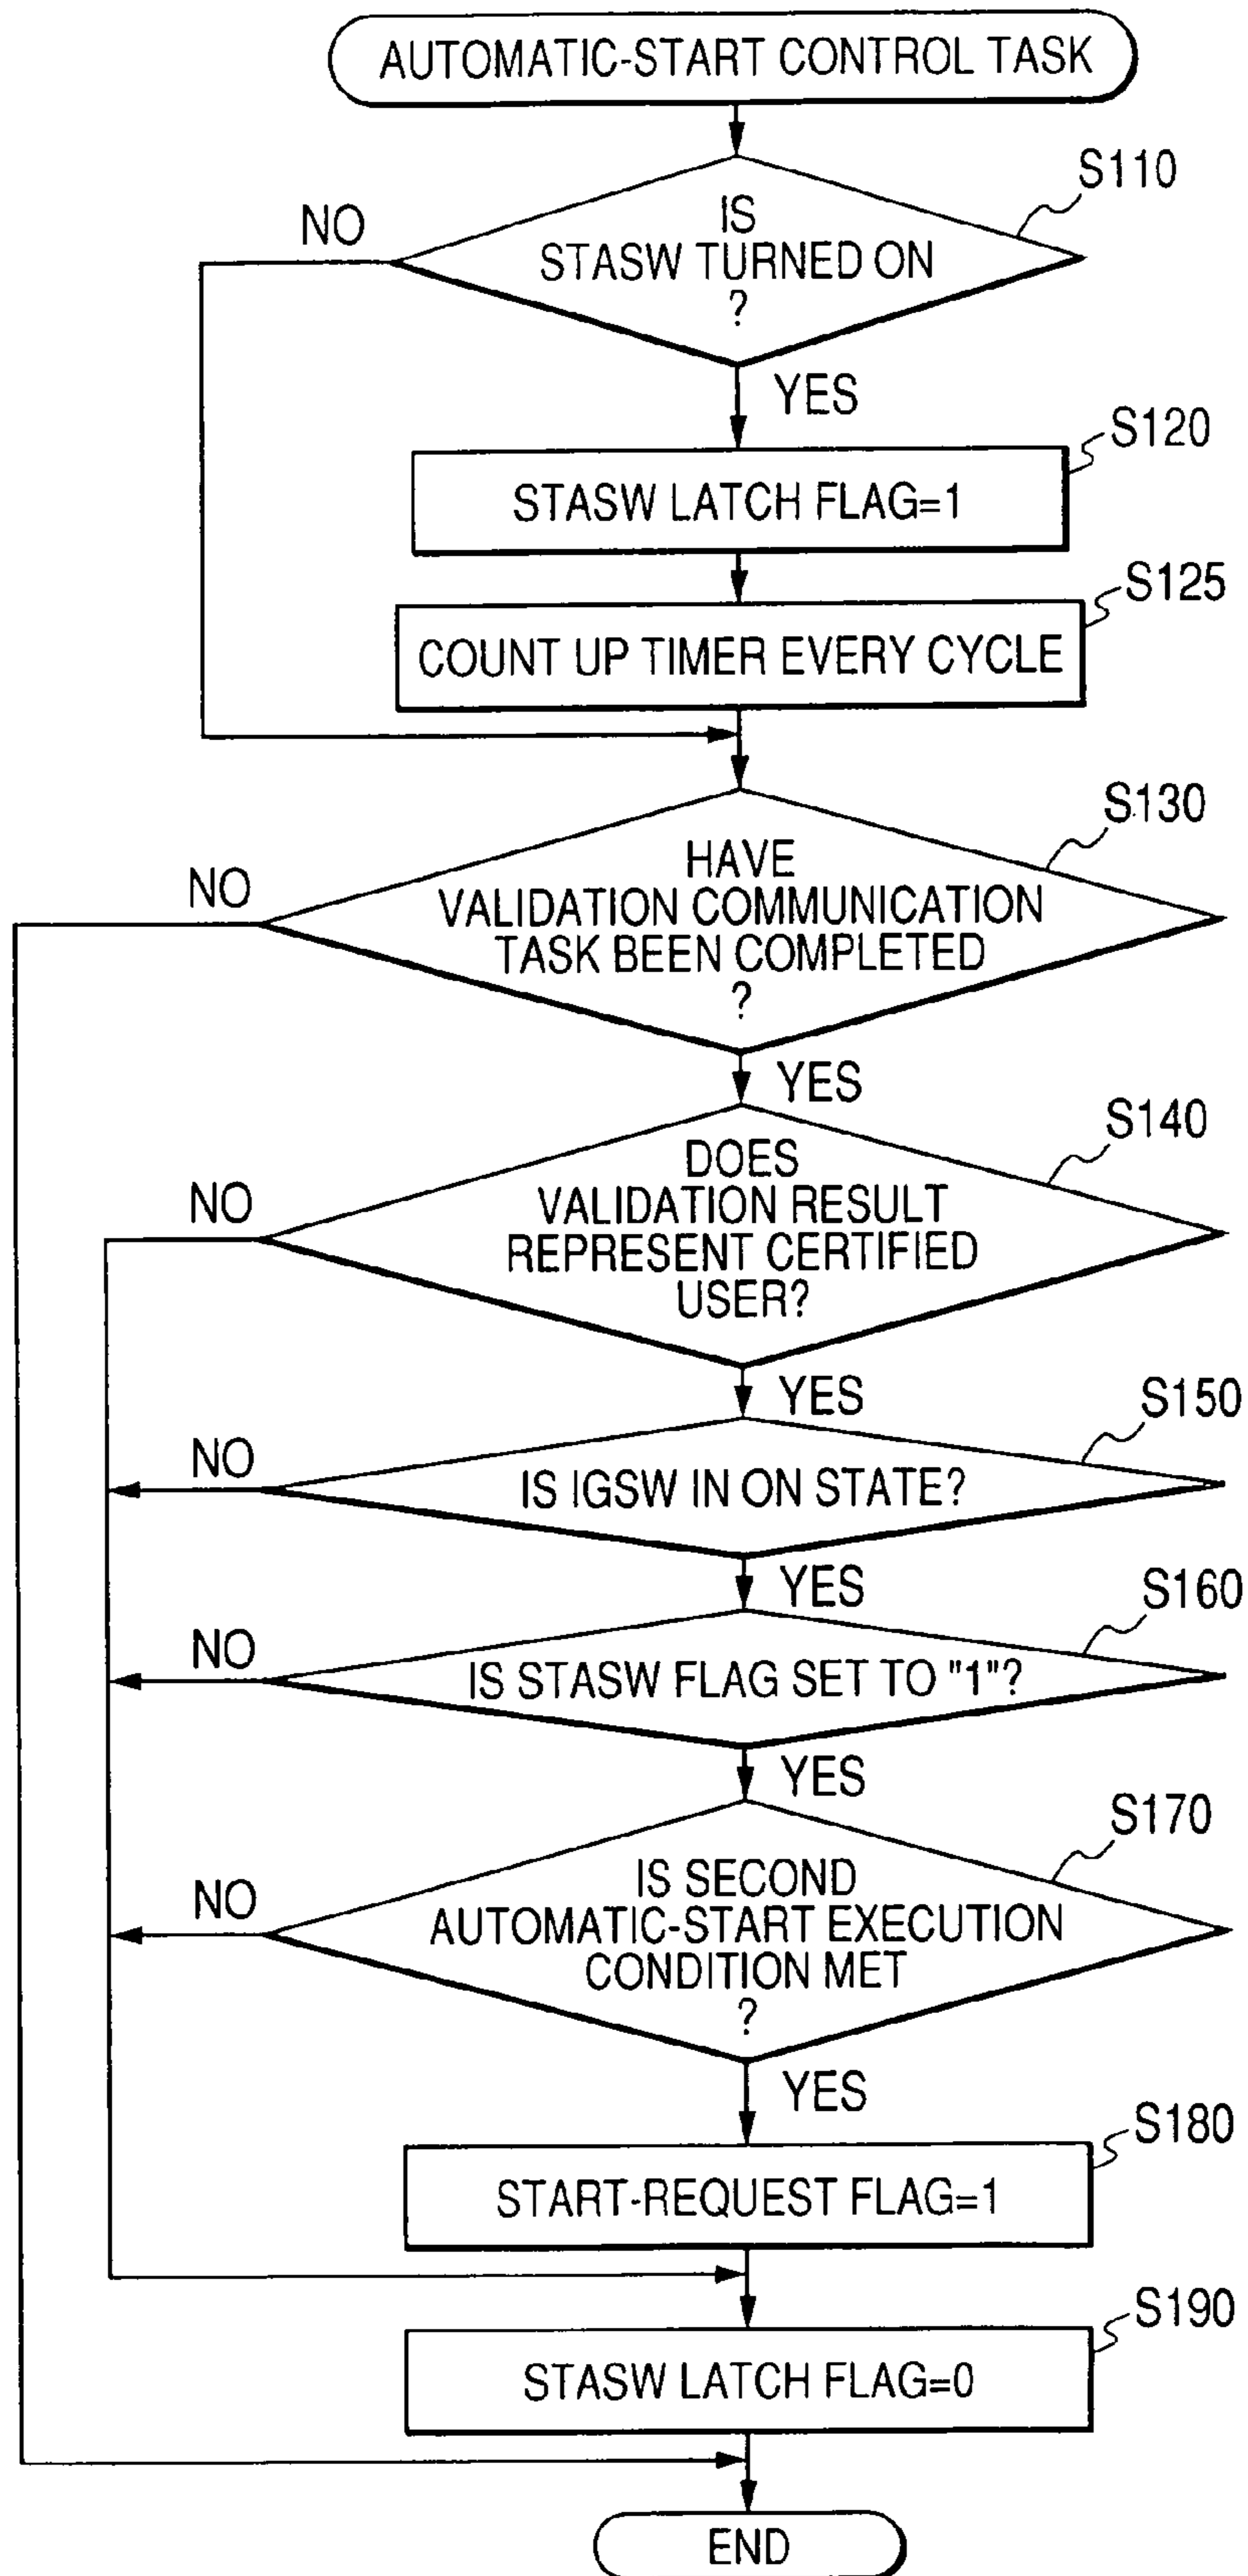 AUTOMATIC-START CONTROL TASK
S110
NO
IS
STASW TURNED ON
?
YES
S120
STASW LATCH FLAG=1
S125
COUNT UP TIMER EVERY CYCLE
S130
NO
HAVE
VALIDATION COMMUNICATION
TASK BEEN COMPLETED
?
YES
S140
NO
DOES
VALIDATION RESULT
REPRESENT CERTIFIED
USER?
YES
S150
NO
IS IGSW IN ON STATE?
YES
S160
NO
IS STASW FLAG SET TO "1"?
YES
S170
NO
IS SECOND
AUTOMATIC-START EXECUTION
CONDITION MET
?
YES
S180
START-REQUEST FLAG=1
S190
STASW LATCH FLAG=0
END